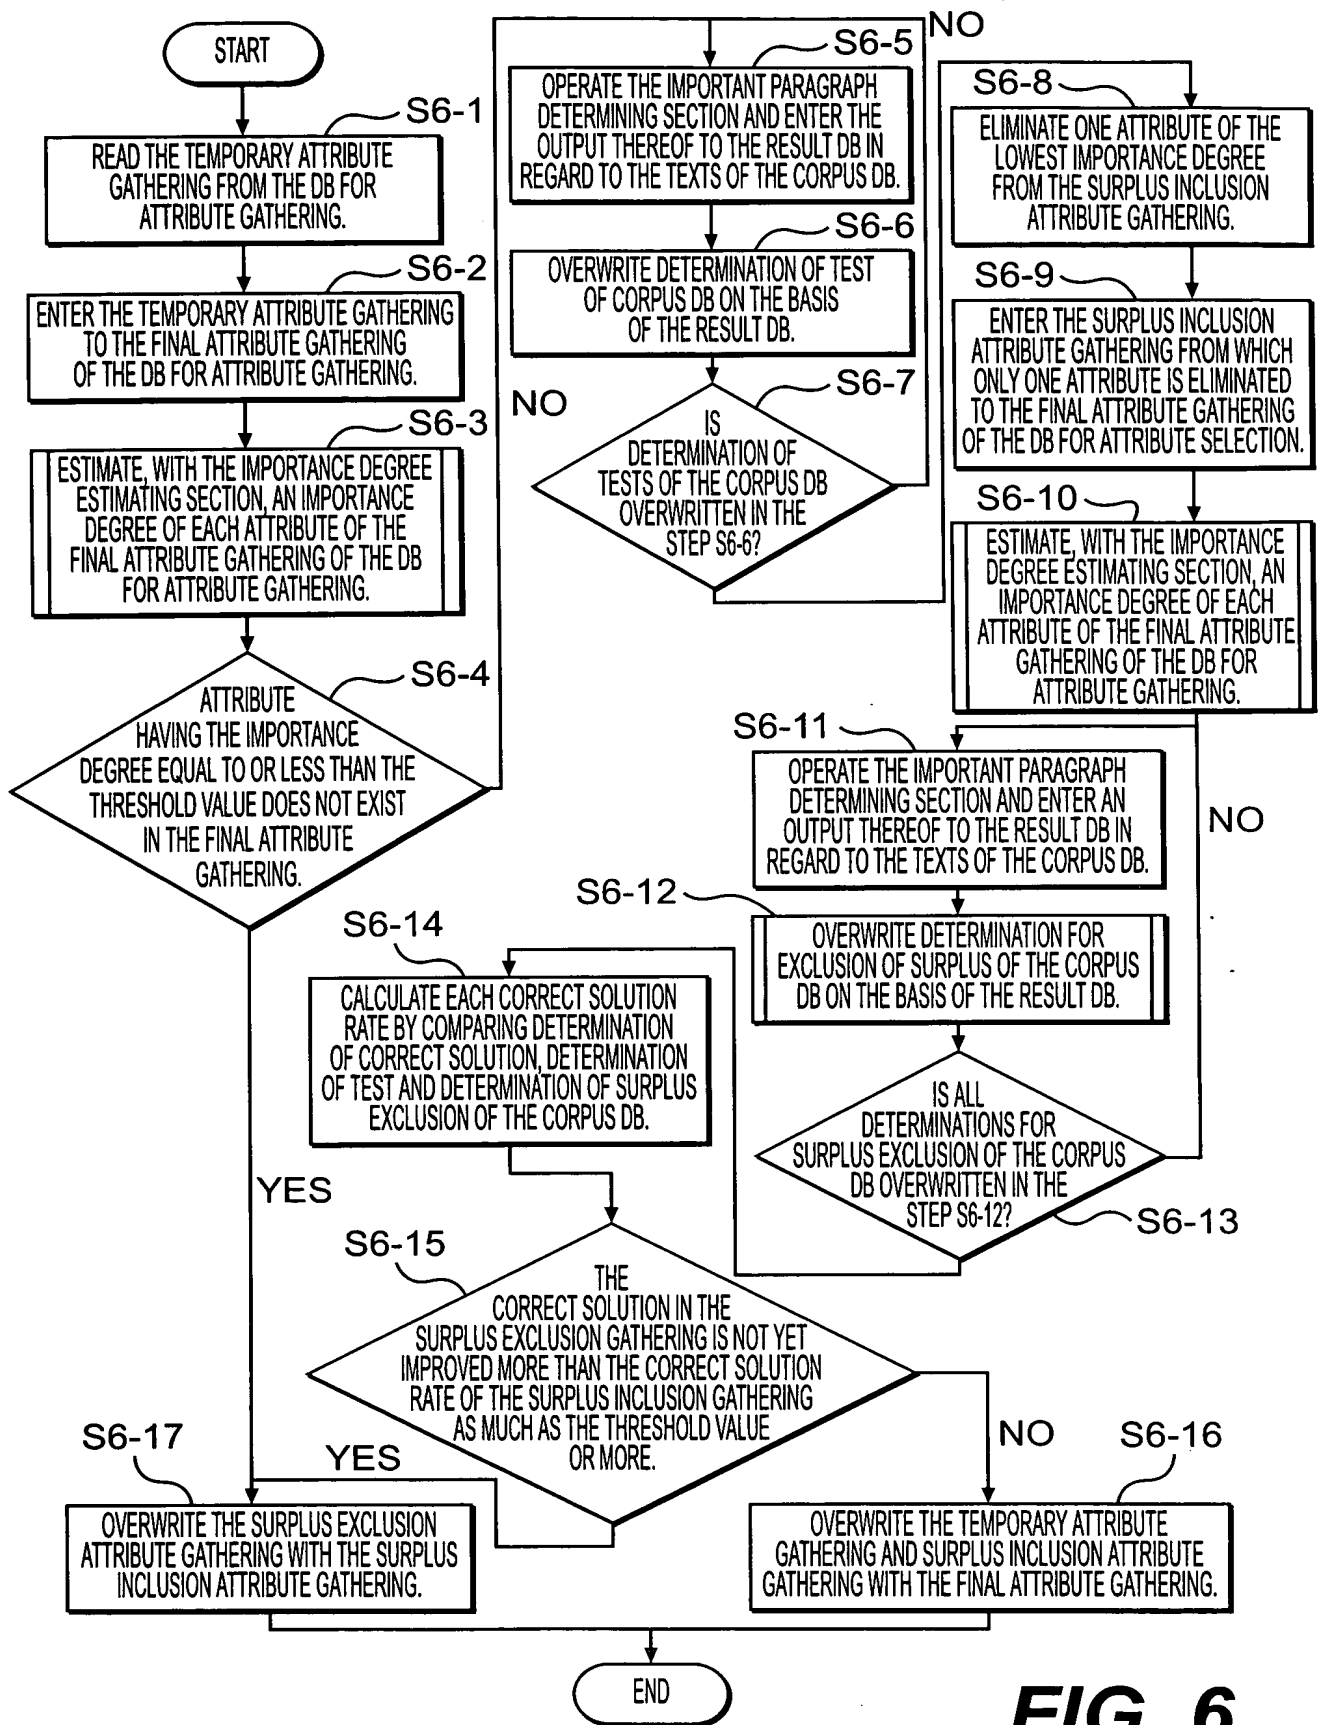 START
S6-1
READ THE TEMPORARY ATTRIBUTE
GATHERING FROM THE DB FOR
ATTRIBUTE GATHERING.
S6-2
ENTER THE TEMPORARY ATTRIBUTE GATHERING
TO THE FINAL ATTRIBUTE GATHERING
OF THE DB FOR ATTRIBUTE GATHERING.
S6-3
ESTIMATE, WITH THE IMPORTANCE DEGREE
ESTIMATING SECTION, AN IMPORTANCE
DEGREE OF EACH ATTRIBUTE OF THE
FINAL ATTRIBUTE GATHERING OF THE DB
FOR ATTRIBUTE GATHERING.
S6-4
ATTRIBUTE
HAVING THE IMPORTANCE
DEGREE EQUAL TO OR LESS THAN THE
THRESHOLD VALUE DOES NOT EXIST
IN THE FINAL ATTRIBUTE
GATHERING.
NO
YES
S6-5
OPERATE THE IMPORTANT PARAGRAPH
DETERMINING SECTION AND ENTER THE
OUTPUT THEREOF TO THE RESULT DB IN
REGARD TO THE TEXTS OF THE CORPUS DB.
S6-6
OVERWRITE DETERMINATION OF TEST
OF CORPUS DB ON THE BASIS
OF THE RESULT DB.
S6-7
IS
DETERMINATION OF
TESTS OF THE CORPUS DB
OVERWRITTEN IN THE
STEP S6-6?
NO
S6-8
ELIMINATE ONE ATTRIBUTE OF THE
LOWEST IMPORTANCE DEGREE
FROM THE SURPLUS INCLUSION
ATTRIBUTE GATHERING.
S6-9
ENTER THE SURPLUS INCLUSION
ATTRIBUTE GATHERING FROM WHICH
ONLY ONE ATTRIBUTE IS ELIMINATED
TO THE FINAL ATTRIBUTE GATHERING
OF THE DB FOR ATTRIBUTE SELECTION.
S6-10
ESTIMATE, WITH THE IMPORTANCE
DEGREE ESTIMATING SECTION, AN
IMPORTANCE DEGREE OF EACH
ATTRIBUTE OF THE FINAL ATTRIBUTE
GATHERING OF THE DB FOR
ATTRIBUTE GATHERING.
S6-11
OPERATE THE IMPORTANT PARAGRAPH
DETERMINING SECTION AND ENTER AN
OUTPUT THEREOF TO THE RESULT DB IN
REGARD TO THE TEXTS OF THE CORPUS DB.
NO
S6-12
OVERWRITE DETERMINATION FOR
EXCLUSION OF SURPLUS OF THE CORPUS
DB ON THE BASIS OF THE RESULT DB.
IS ALL
DETERMINATIONS FOR
SURPLUS EXCLUSION OF THE CORPUS
DB OVERWRITTEN IN THE
STEP S6-12?
S6-13
S6-14
CALCULATE EACH CORRECT SOLUTION
RATE BY COMPARING DETERMINATION
OF CORRECT SOLUTION, DETERMINATION
OF TEST AND DETERMINATION OF SURPLUS
EXCLUSION OF THE CORPUS DB.
S6-15
THE
CORRECT SOLUTION IN THE
SURPLUS EXCLUSION GATHERING IS NOT YET
IMPROVED MORE THAN THE CORRECT SOLUTION
RATE OF THE SURPLUS INCLUSION GATHERING
AS MUCH AS THE THRESHOLD VALUE
OR MORE.
YES
NO
S6-16
OVERWRITE THE TEMPORARY ATTRIBUTE
GATHERING AND SURPLUS INCLUSION ATTRIBUTE
GATHERING WITH THE FINAL ATTRIBUTE GATHERING.
S6-17
OVERWRITE THE SURPLUS EXCLUSION
ATTRIBUTE GATHERING WITH THE SURPLUS
INCLUSION ATTRIBUTE GATHERING.
END
FIG. 6